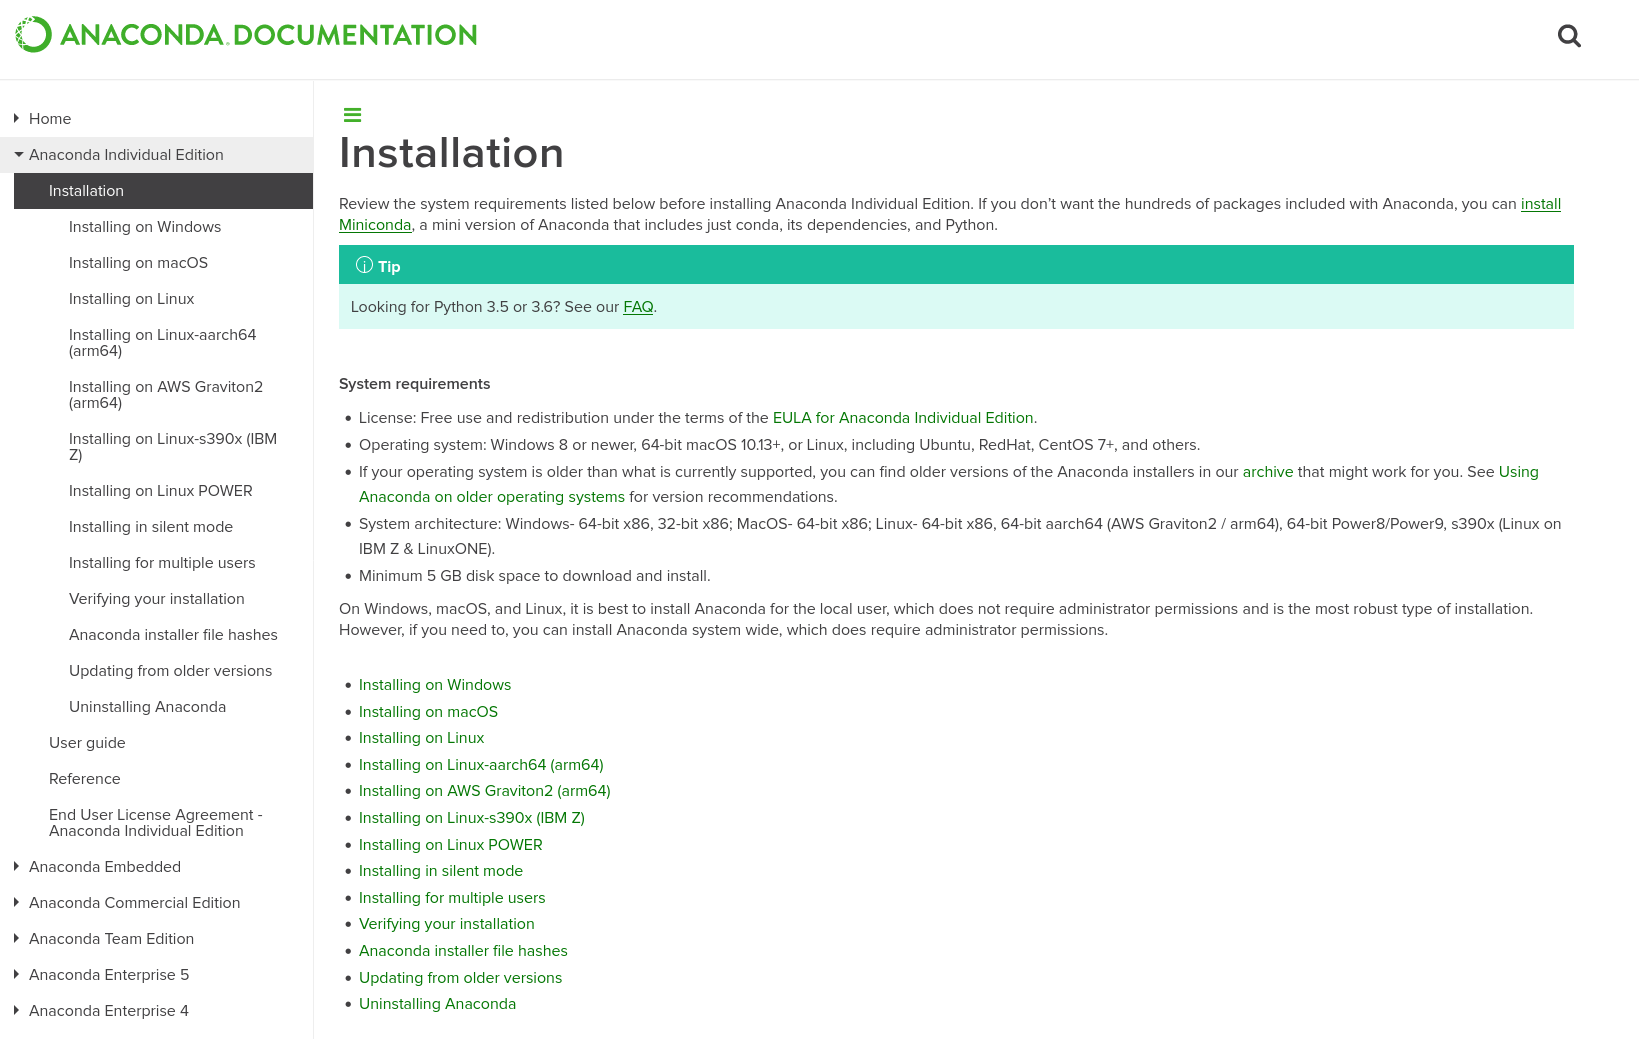 ANACONDA.DOCUMENTATION
Home
Anaconda Individual Edition
Installation
Installing on Windows
Installing on macOS
Installing on Linux
Installing on Linux-aarch64
(arm64)
Installing on AWS Graviton2
(arm64)
Installing on Linux-s390x (IBM
Z)
Installing on Linux POWER
Installing in silent mode
Installing for multiple users
Verifying your installation
Anaconda installer file hashes
Updating from older versions
Uninstalling Anaconda
User guide
Reference
End User License Agreement -
Anaconda Individual Edition
Anaconda Embedded
Anaconda Commercial Edition
Anaconda Team Edition
Anaconda Enterprise 5
Anaconda Enterprise 4
Installation
Review the system requirements listed below before installing Anaconda Individual Edition. If you don't want the hundreds of packages included with Anaconda, you can install
Miniconda, a mini version of Anaconda that includes just conda, its dependencies, and Python.
Tip
Looking for Python 3.5 or 3.6? See our FAQ.
System requirements
• License: Free use and redistribution under the terms of the EULA for Anaconda Individual Edition.
• Operating system: Windows 8 or newer, 64-bit macOS 10.13+, or Linux, including Ubuntu, RedHat, CentOS 7+, and others.
• If your operating system is older than what is currently supported, you can find older versions of the Anaconda installers in our archive that might work for you. See Using
Anaconda on older operating systems for version recommendations.
• System architecture: Windows- 64-bit x86, 32-bit x86; MacOS- 64-bit x86; Linux- 64-bit x86, 64-bit aarch64 (AWS Graviton2 / arm64), 64-bit Power8/Power9, s390x (Linux on
IBM Z & LinuxONE).
• Minimum 5 GB disk space to download and install.
On Windows, macOS, and Linux, it is best to install Anaconda for the local user, which does not require administrator permissions and is the most robust type of installation.
However, if you need to, you can install Anaconda system wide, which does require administrator permissions.
• Installing on Windows
• Installing on macOS
• Installing on Linux
• Installing on Linux-aarch64 (arm64)
• Installing on AWS Graviton2 (arm64)
• Installing on Linux-s390x (IBM Z)
• Installing on Linux POWER
• Installing in silent mode
• Installing for multiple users
• Verifying your installation
• Anaconda installer file hashes
• Updating from older versions
• Uninstalling Anaconda